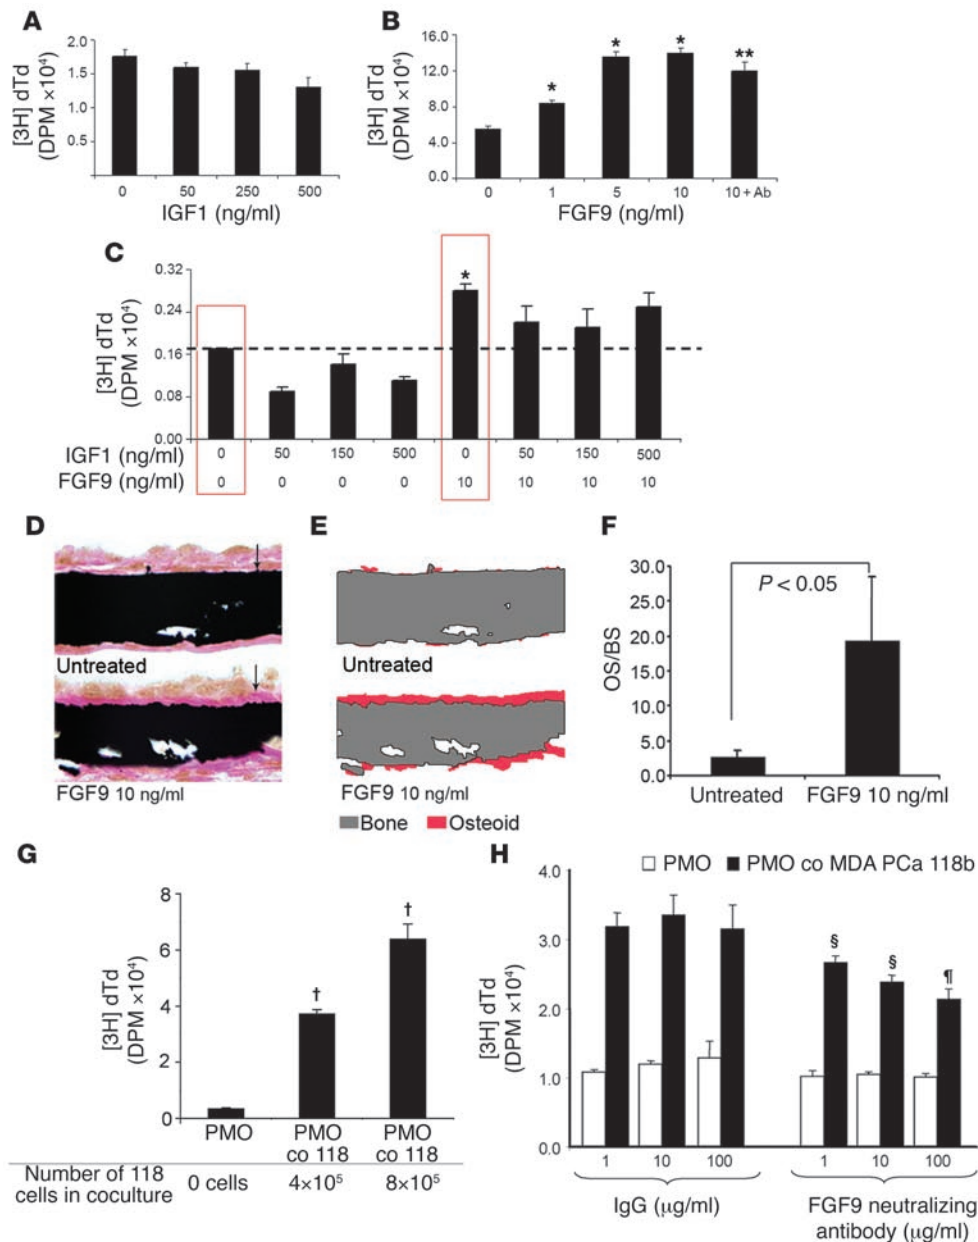 A
[3H] dTd
(DPM ×10⁴)
2.0
1.5
1.0
0.5
0 50 250 500
IGF1 (ng/ml)
B
[3H] dTd
(DPM ×10⁴)
16.0
12.0
8.0
4.0
0.0
* * * **
0 1 5 10 10 + Ab
FGF9 (ng/ml)
C
[3H] dTd
(DPM ×10⁴)
0.32
0.24
0.16
0.08
0.00
*
IGF1 (ng/ml) 0 50 150 500 0 50 150 500
FGF9 (ng/ml) 0 0 0 0 10 10 10 10
D
Untreated
FGF9 10 ng/ml
E
Untreated
FGF9 10 ng/ml
Bone Osteoid
F
OS/BS
30.0
25.0
20.0
15.0
10.0
5.0
0.0
P < 0.05
Untreated FGF9 10 ng/ml
G
[3H] dTd
(DPM ×10⁴)
8
6
4
2
0
† †
PMO PMO PMO
co 118 co 118
Number of 118
cells in coculture
0 cells 4×10⁵ 8×10⁵
H
PMO PMO co MDA PCa 118b
[3H] dTd
(DPM ×10⁴)
4.0
3.0
2.0
1.0
0.0
§ § ¶
1 10 100 1 10 100
IgG (µg/ml)
FGF9 neutralizing
antibody (µg/ml)